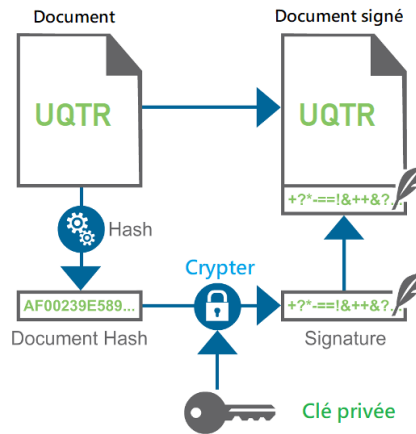 Document
Document signé
UQTR
UQTR
+?*-==!&++&?...
Hash
Crypter
AF00239E589...
+?*-==!&++&?...
Document Hash
Signature
Clé privée